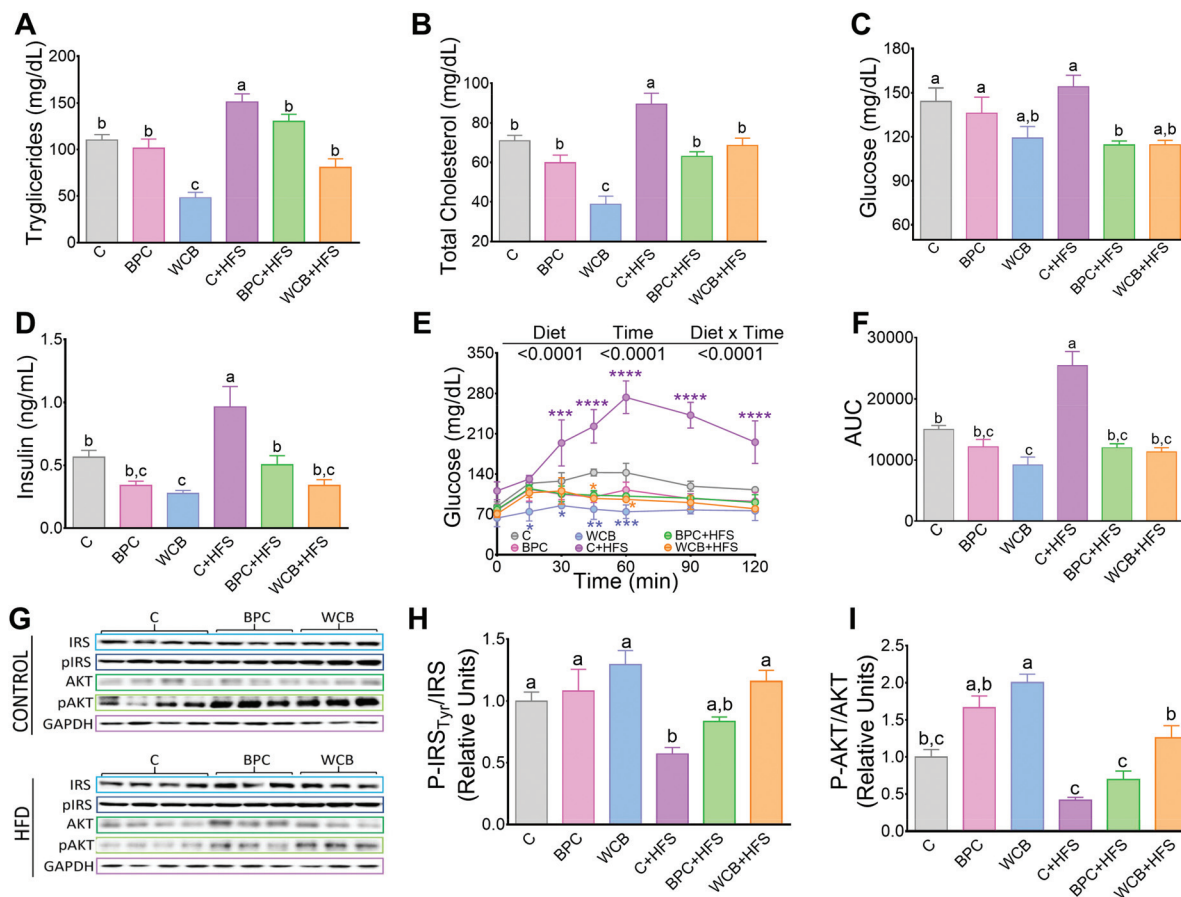 A
Tryglicerides (mg/dL)
200
150
100
50
0
b
b
c
a
b
b
C
BPC
WCB
C+HFS
BPC+HFS
WCB+HFS
B
Total Cholesterol (mg/dL)
100
80
60
40
20
b
b
c
a
b
b
C
BPC
WCB
C+HFS
BPC+HFS
WCB+HFS
C
Glucose (mg/dL)
180
150
120
90
60
a
a
a,b
a
b
a,b
C
BPC
WCB
C+HFS
BPC+HFS
WCB+HFS
D
Insulin (ng/mL)
1.5
1.0
0.5
0.0
b
b,c
c
a
b
b,c
C
BPC
WCB
C+HFS
BPC+HFS
WCB+HFS
E
Diet Time Diet x Time
<0.0001 <0.0001 <0.0001
Glucose (mg/dL)
350
280
210
140
70
0
*** **** **** **** ****
* *
* * ** ***
C WCB BPC+HFS
BPC C+HFS WCB+HFS
0 30 60 90 120
Time (min)
F
AUC
30000
20000
10000
0
b
b,c
c
a
b,c
b,c
C
BPC
WCB
C+HFS
BPC+HFS
WCB+HFS
G
CONTROL
C BPC WCB
IRS
pIRS
AKT
pAKT
GAPDH
HFD
C BPC WCB
IRS
pIRS
AKT
pAKT
GAPDH
H
P-IRSTyr/IRS
(Relative Units)
1.5
1.0
0.5
0.0
a
a
a
b
a,b
a
C
BPC
WCB
C+HFS
BPC+HFS
WCB+HFS
I
P-AKT/AKT
(Relative Units)
2.5
2.0
1.5
1.0
0.5
0.0
b,c
a,b
a
c
c
b
C
BPC
WCB
C+HFS
BPC+HFS
WCB+HFS